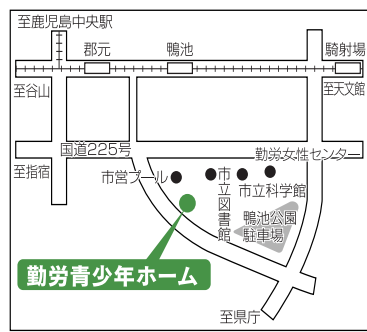 至鹿児島中央駅
郡元
鴨池
騎射場
至谷山
至天文館
国道225号
勤労女性センター
至指宿
市営プール
市立図書館
市立科学館
鴨池公園
駐車場
勤労青少年ホーム
至県庁